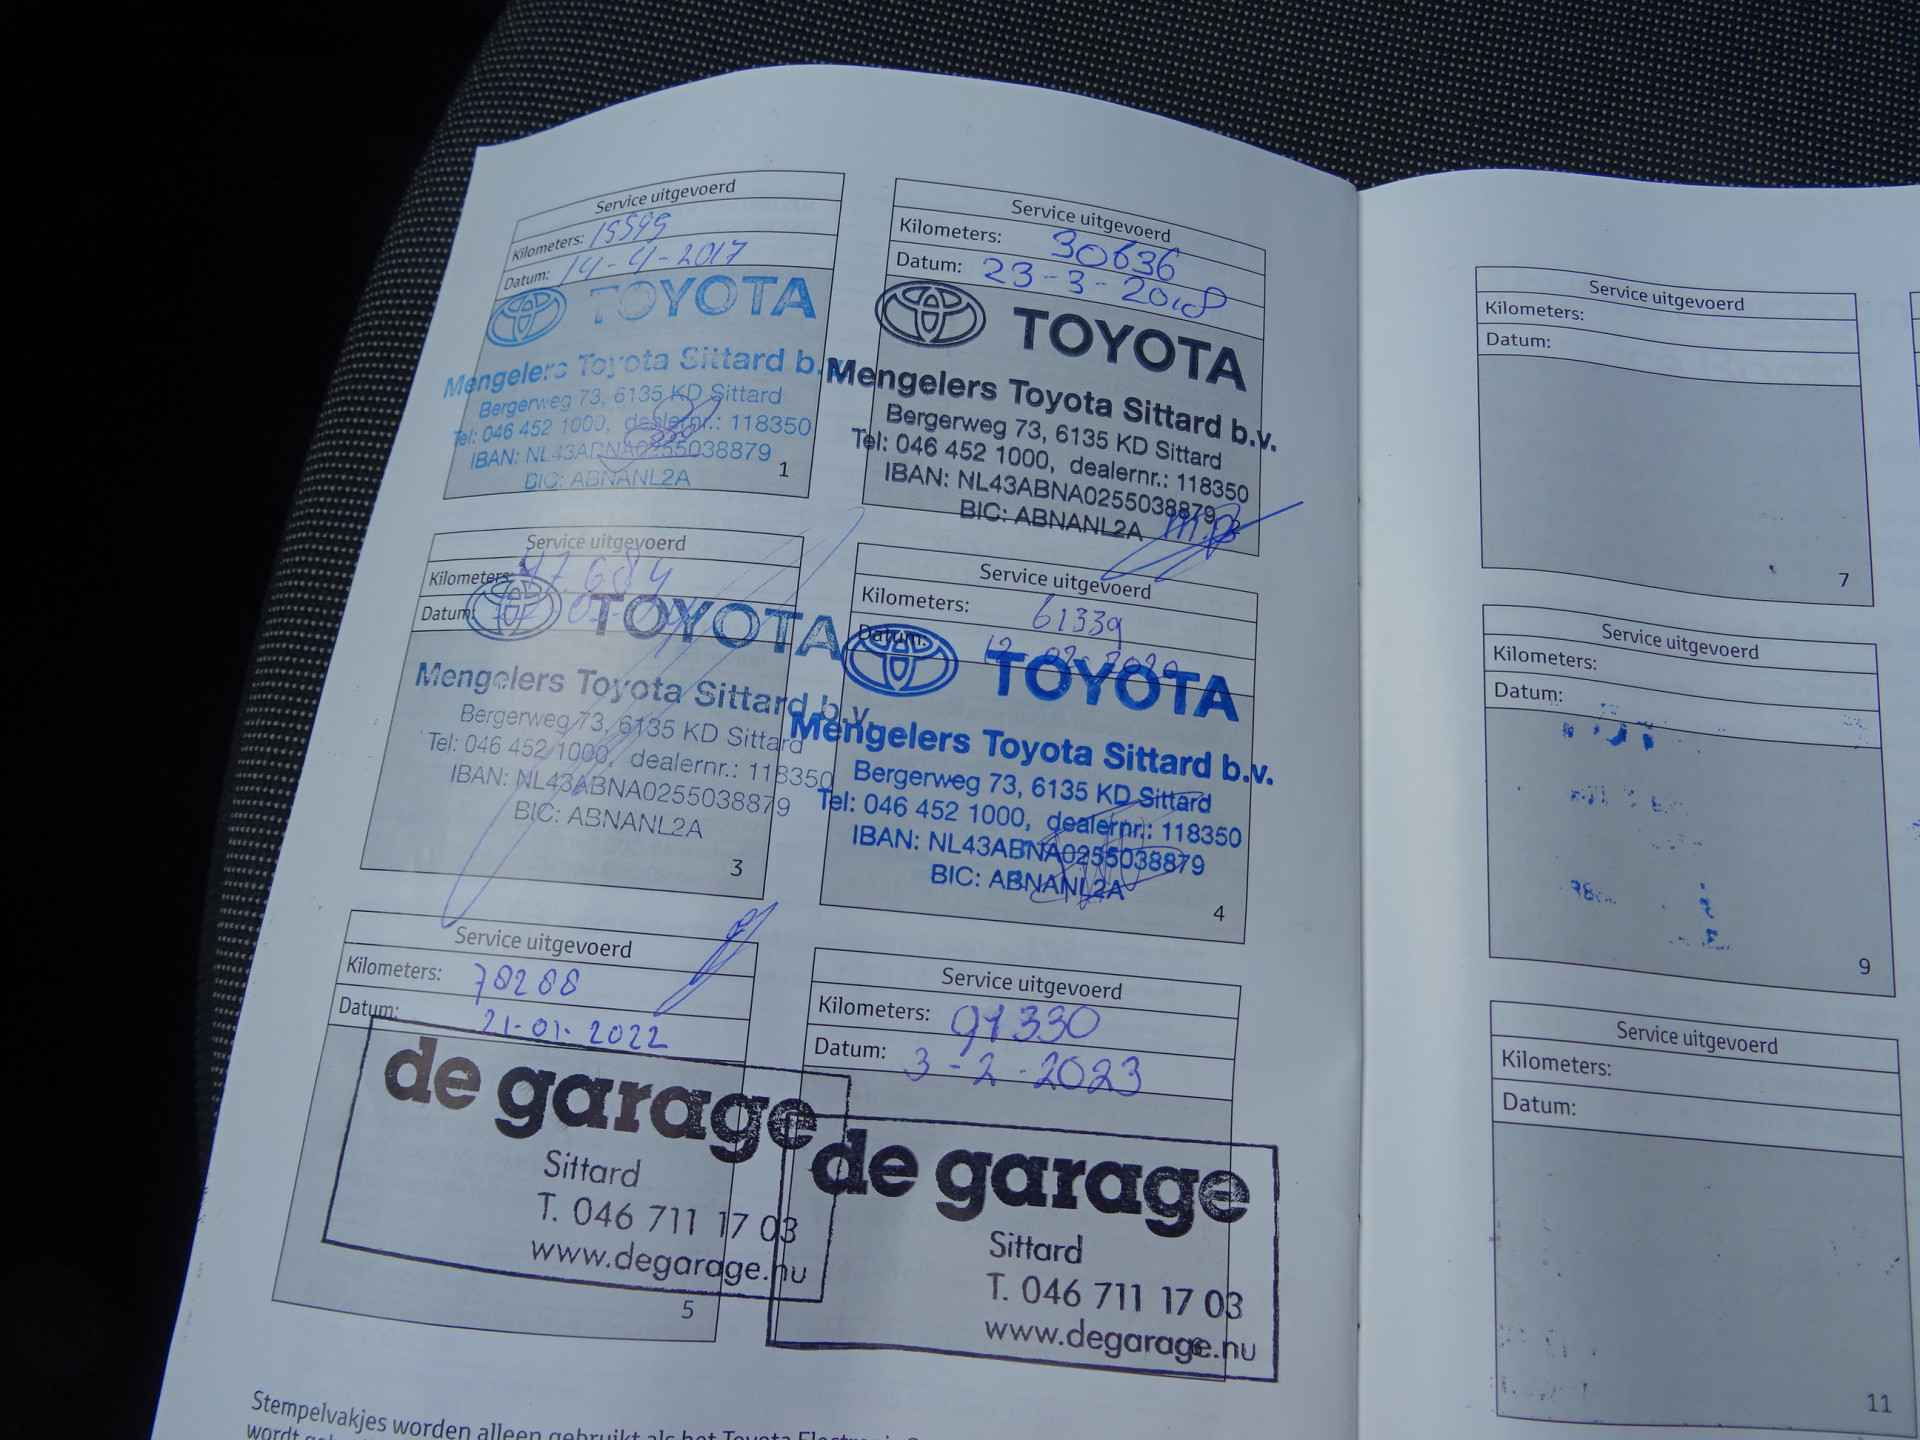 Service uitgevoerd
Kilometers: 15599
Datum: 14-4-2017
TOYOTA
Mengelers Toyota Sittard b.v.
Bergerweg 73, 6135 KD Sittard
Tel: 046 452 1000, dealernr.: 118350
IBAN: NL43ABNA0255038879
BIC: ABNANL2A
1
Service uitgevoerd
Kilometers: 30636
Datum: 23-3-2018
TOYOTA
Mengelers Toyota Sittard b.v.
Bergerweg 73, 6135 KD Sittard
Tel: 046 452 1000, dealernr.: 118350
IBAN: NL43ABNA0255038879
BIC: ABNANL2A
2
Service uitgevoerd
Kilometers: 47684
Datum:
TOYOTA
Mengelers Toyota Sittard b.v.
Bergerweg 73, 6135 KD Sittard
Tel: 046 452 1000, dealernr.: 118350
IBAN: NL43ABNA0255038879
BIC: ABNANL2A
3
Service uitgevoerd
Kilometers: 61339
Datum: 12-02-2020
TOYOTA
Mengelers Toyota Sittard b.v.
Bergerweg 73, 6135 KD Sittard
Tel: 046 452 1000, dealernr.: 118350
IBAN: NL43ABNA0255038879
BIC: ABNANL2A
4
Service uitgevoerd
Kilometers: 78288
Datum: 21-01-2022
de garage
Sittard
T. 046 711 17 03
www.degarage.nu
5
Service uitgevoerd
Kilometers: 91330
Datum: 3-2-2023
de garage
Sittard
T. 046 711 17 03
www.degarage.nu
Stempelvakjes worden alleen gebruikt als het Toyota
wordt
Service uitgevoerd
Kilometers:
Datum:
7
Service uitgevoerd
Kilometers:
Datum:
9
Service uitgevoerd
Kilometers:
Datum:
11